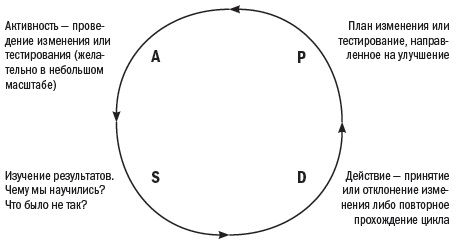 Активность — прове-
дение изменения или
тестирования (жела-
тельно в небольшом
масштабе)
A
P
План изменения или
тестирование, направ-
ленное на улучшение
Изучение результатов.
Чему мы научились?
Что было не так?
S
D
Действие — принятие
или отклонение изме-
нения либо повторное
прохождение цикла